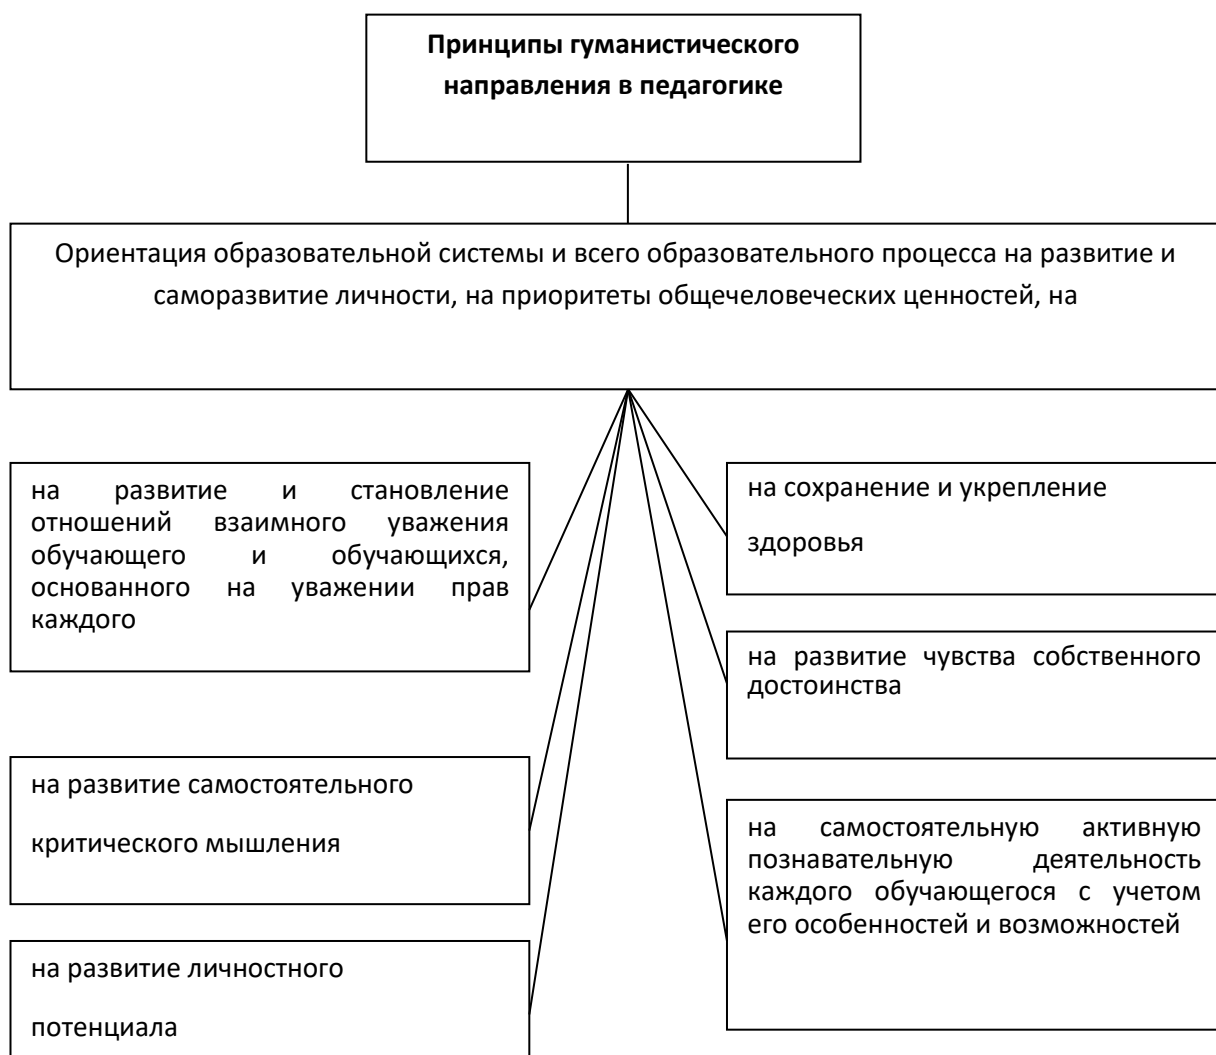 Принципы гуманистического
направления в педагогике
Ориентация образовательной системы и всего образовательного процесса на развитие и
саморазвитие личности, на приоритеты общечеловеческих ценностей, на
на развитие и становление
отношений взаимного уважения
обучающего и обучающихся,
основанного на уважении прав
каждого
на развитие самостоятельного
критического мышления
на развитие личностного
потенциала
на сохранение и укрепление
здоровья
на развитие чувства собственного
достоинства
на самостоятельную активную
познавательную деятельность
каждого обучающегося с учетом
его особенностей и возможностей